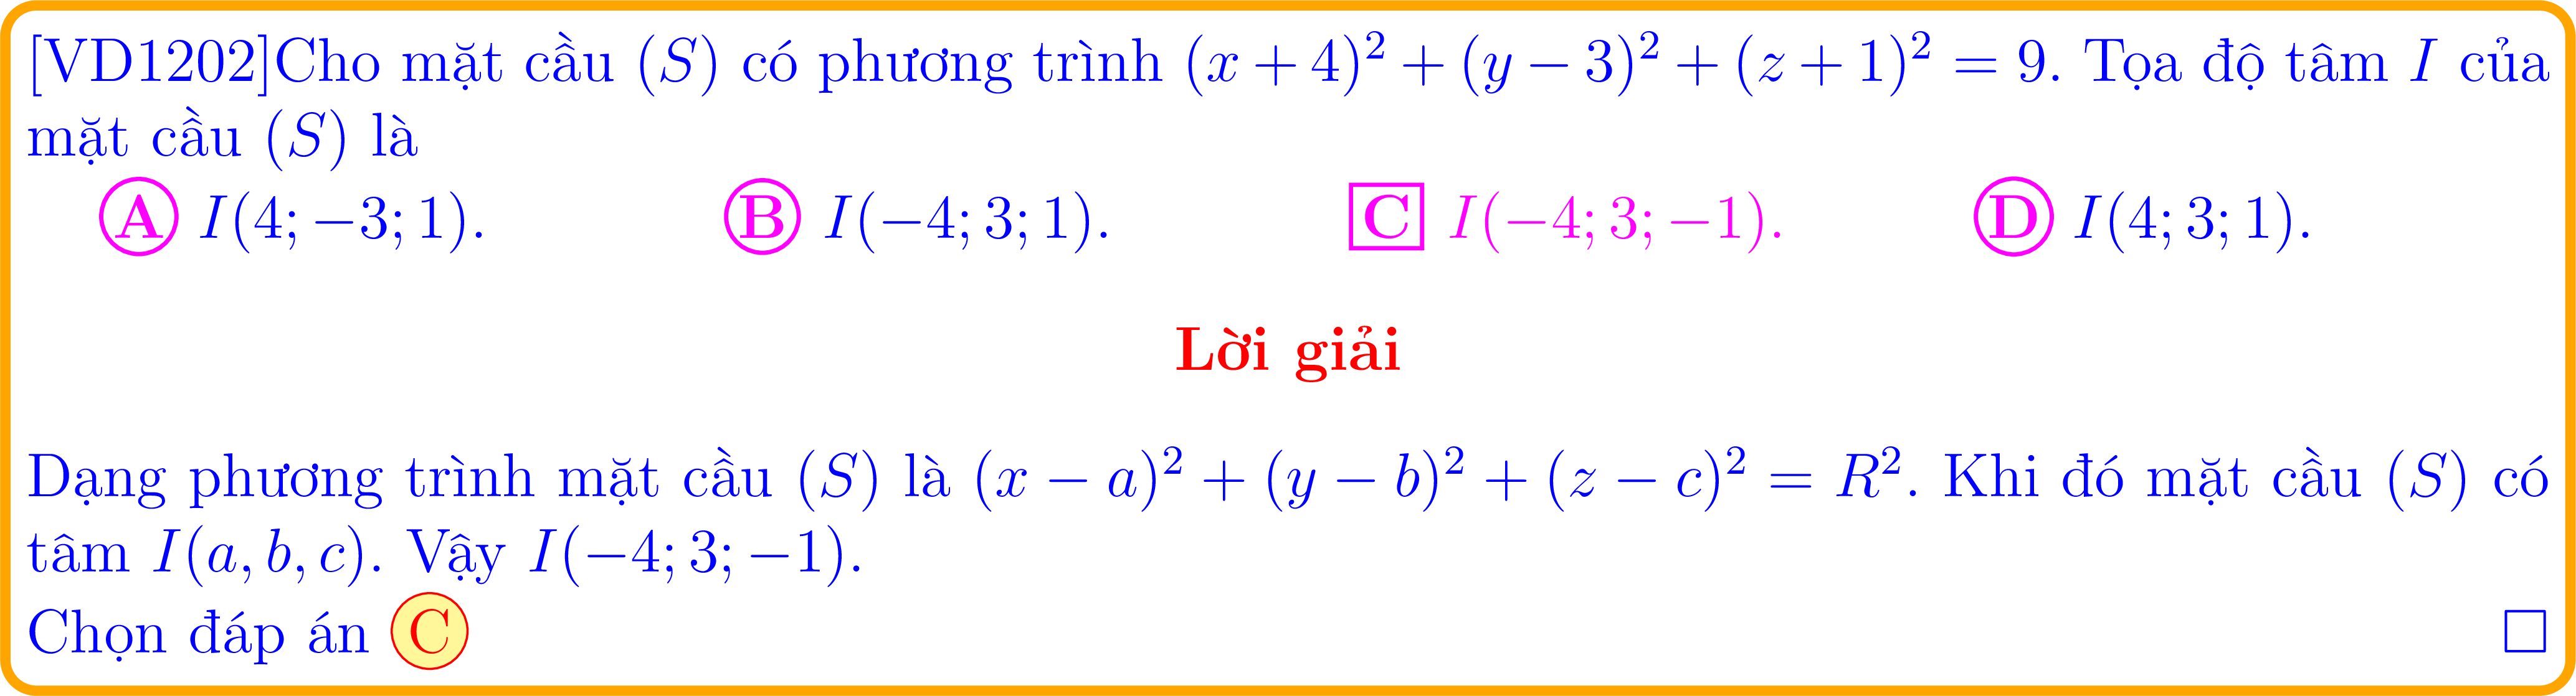 [VD1202]Cho mặt cầu (S) có phương trình (x + 4)² + (y − 3)² + (z + 1)² = 9. Tọa độ tâm I của
mặt cầu (S) là
A I(4; −3; 1). B I(−4; 3; 1). C I(−4; 3; −1). D I(4; 3; 1).
Lời giải
Dạng phương trình mặt cầu (S) là (x − a)² + (y − b)² + (z − c)² = R². Khi đó mặt cầu (S) có
tâm I(a, b, c). Vậy I(−4; 3; −1).
Chọn đáp án C □